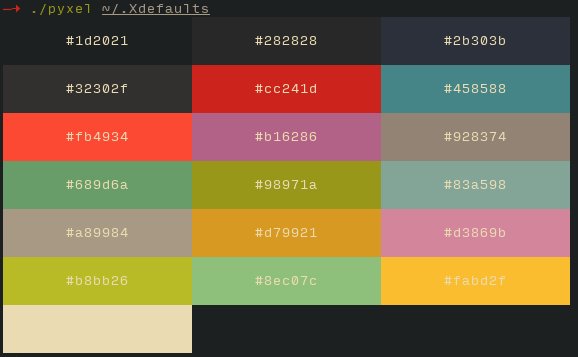 → ./pyxel ~/.Xdefaults
#1d2021 #282828 #2b303b
#32302f #cc241d #458588
#fb4934 #b16286 #928374
#689d6a #98971a #83a598
#a89984 #d79921 #d3869b
#b8bb26 #8ec07c #fabd2f